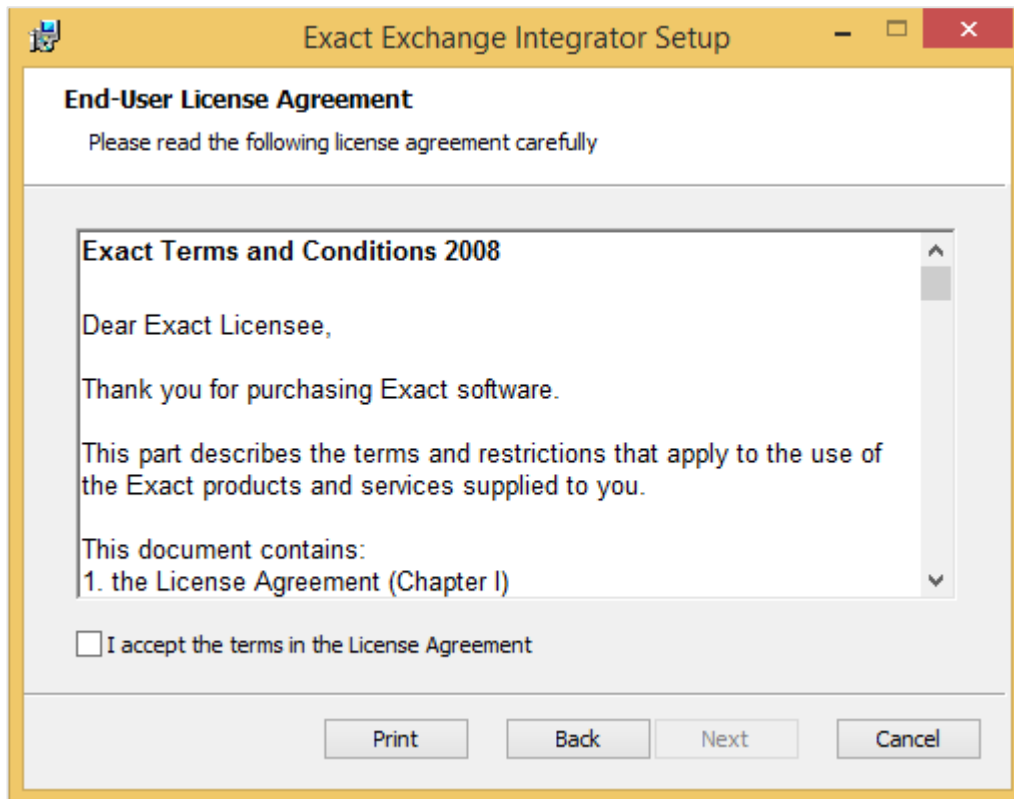 Exact Exchange Integrator Setup
End-User License Agreement
Please read the following license agreement carefully
Exact Terms and Conditions 2008
Dear Exact Licensee,
Thank you for purchasing Exact software.
This part describes the terms and restrictions that apply to the use of
the Exact products and services supplied to you.
This document contains:
1. the License Agreement (Chapter I)
I accept the terms in the License Agreement
Print Back Next Cancel